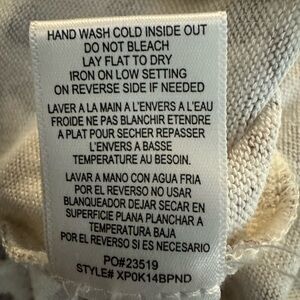 HAND WASH COLD INSIDE OUT
DO NOT BLEACH
LAY FLAT TO DRY
IRON ON LOW SETTING
ON REVERSE SIDE IF NEEDED
LAVER A LA MAIN A L'ENVERS A L'EAU
FROIDE NE PAS BLANCHIR ETENDRE
A PLAT POUR SECHER REPASSER
L'ENVERS A BASSE
TEMPERATURE AU BESOIN.
LAVAR A MANO CON AGUA FRIA
POR EL REVERSO NO USAR
BLANQUEADOR DEJAR SECAR EN
SUPERFICIE PLANA PLANCHAR A
TEMPERATURA BAJA
POR EL REVERSO SI ES NECESARIO
PO#23519
STYLE# XP0K14BPND